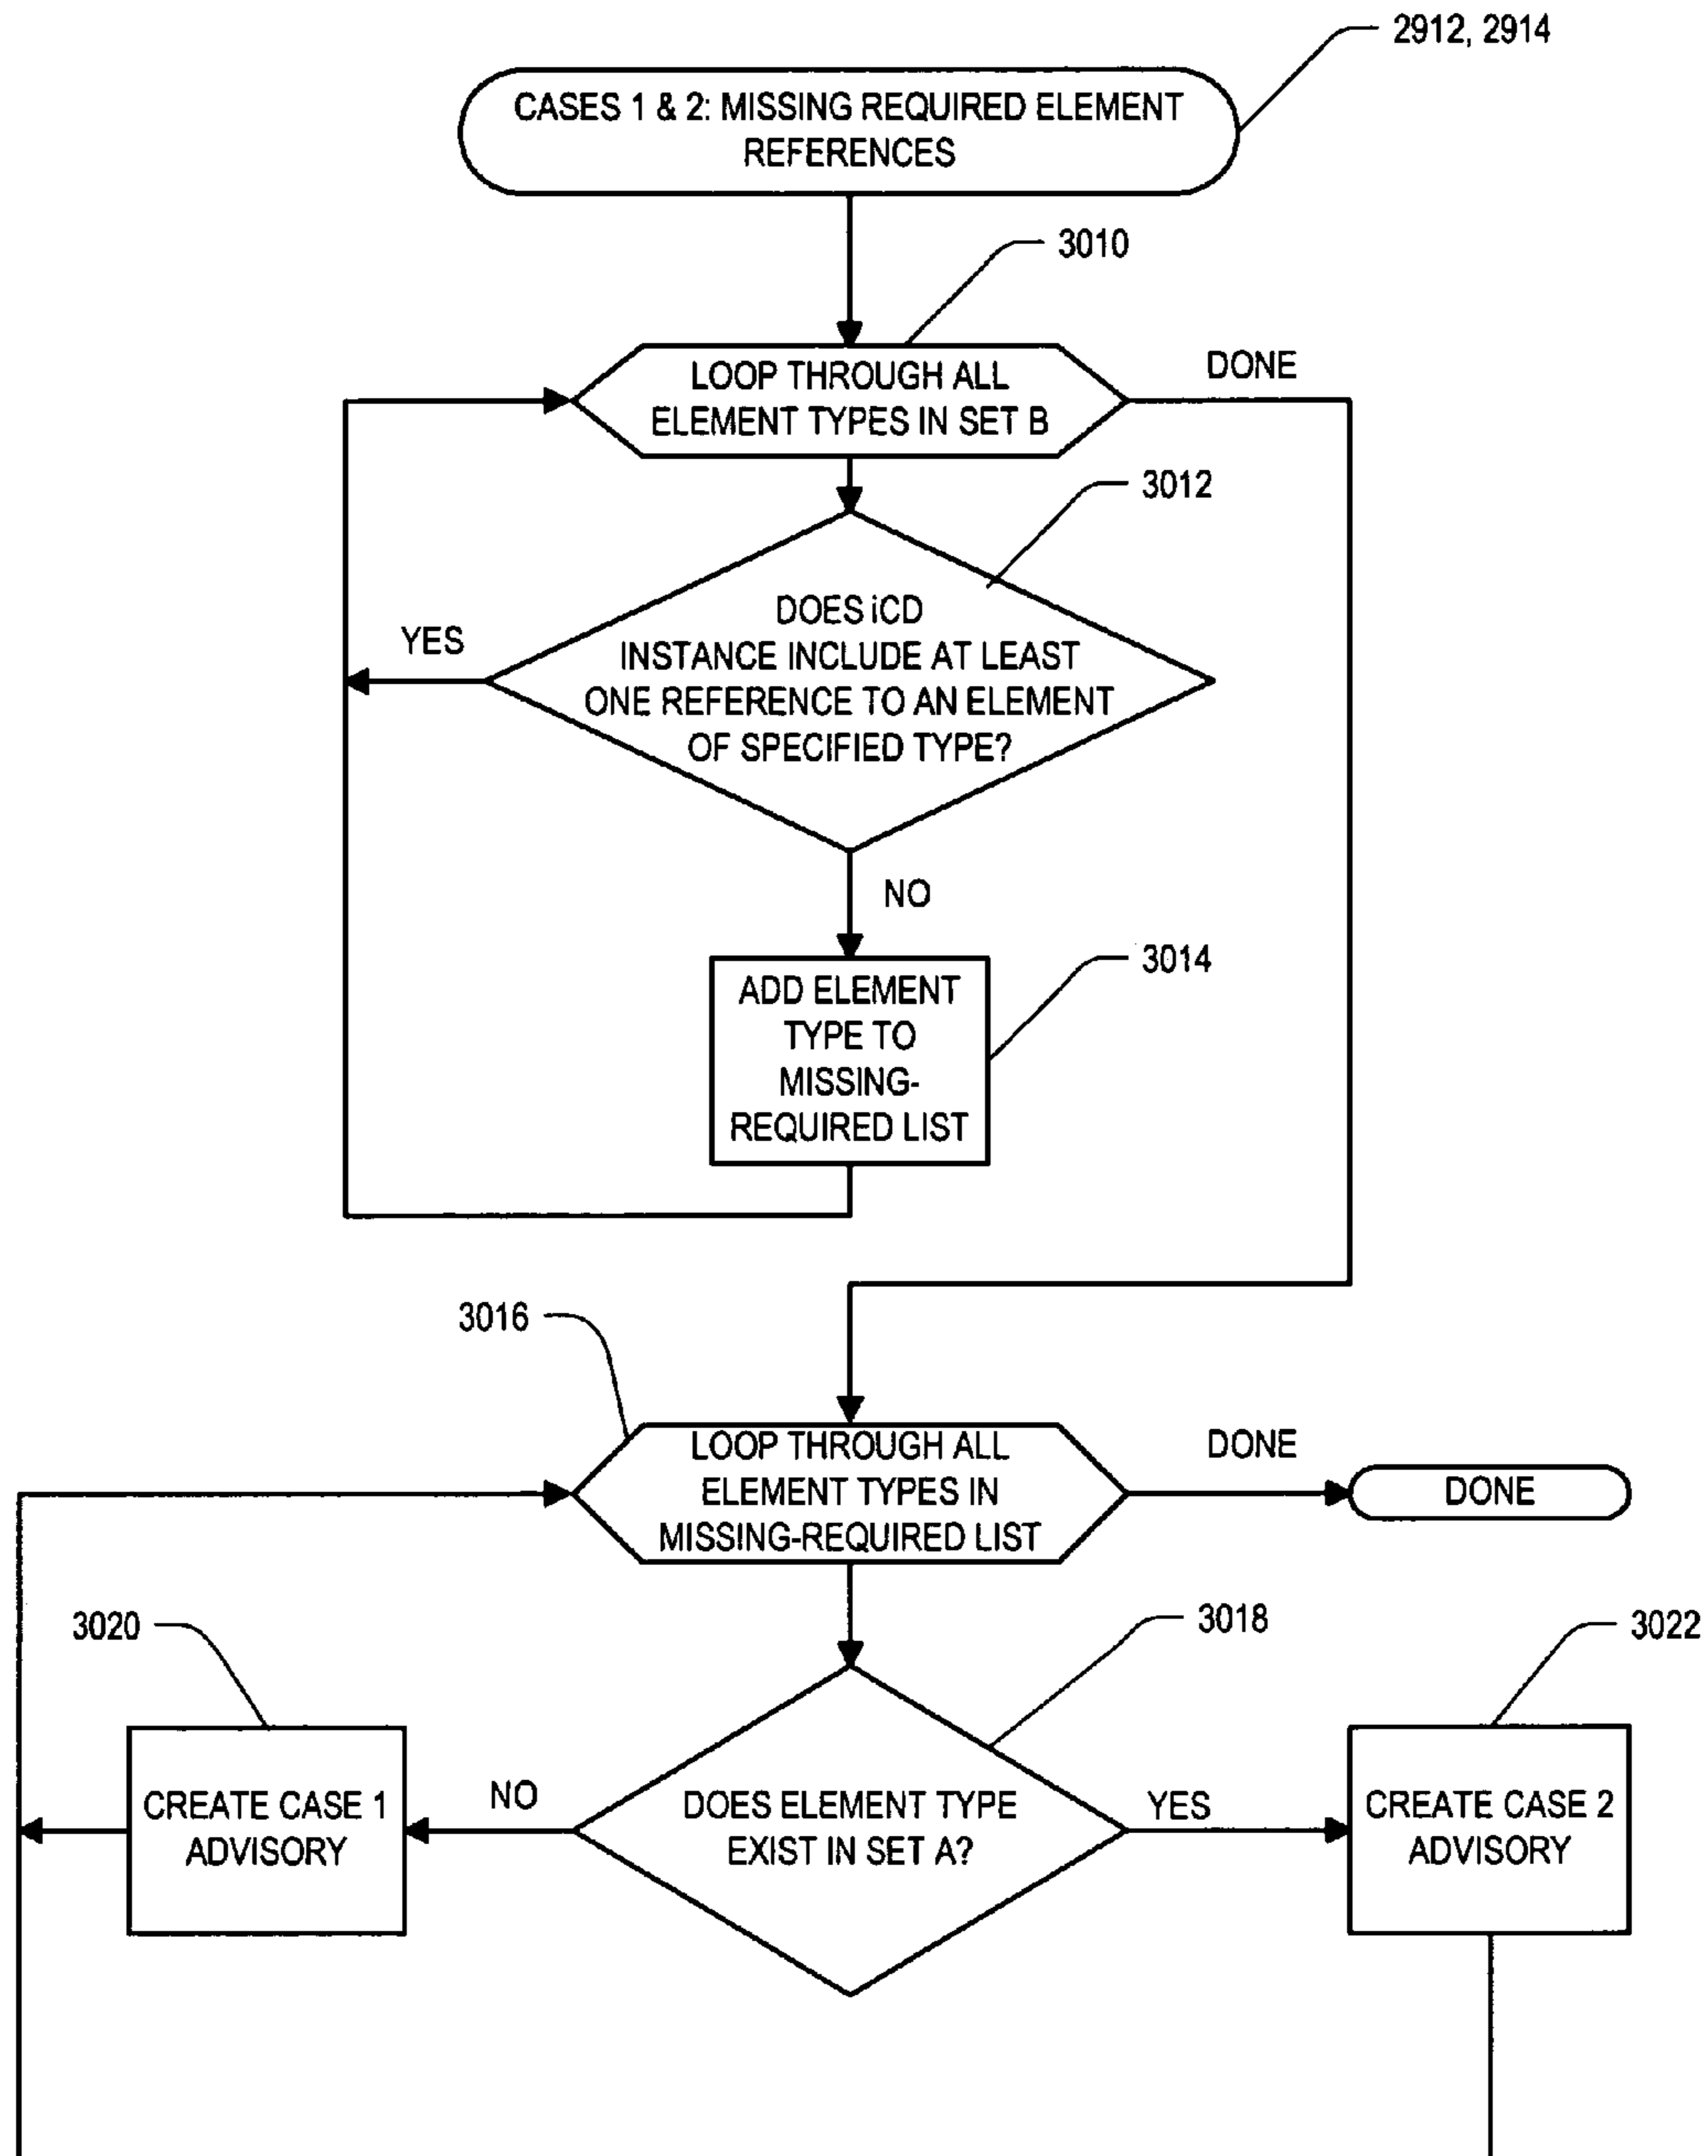 2912, 2914
CASES 1 & 2: MISSING REQUIRED ELEMENT
REFERENCES
3010
LOOP THROUGH ALL
ELEMENT TYPES IN SET B
DONE
3012
DOES iCD
INSTANCE INCLUDE AT LEAST
ONE REFERENCE TO AN ELEMENT
OF SPECIFIED TYPE?
YES
NO
3014
ADD ELEMENT
TYPE TO
MISSING-
REQUIRED LIST
3016
LOOP THROUGH ALL
ELEMENT TYPES IN
MISSING-REQUIRED LIST
DONE
DONE
3020
3018
3022
CREATE CASE 1
ADVISORY
NO
DOES ELEMENT TYPE
EXIST IN SET A?
YES
CREATE CASE 2
ADVISORY